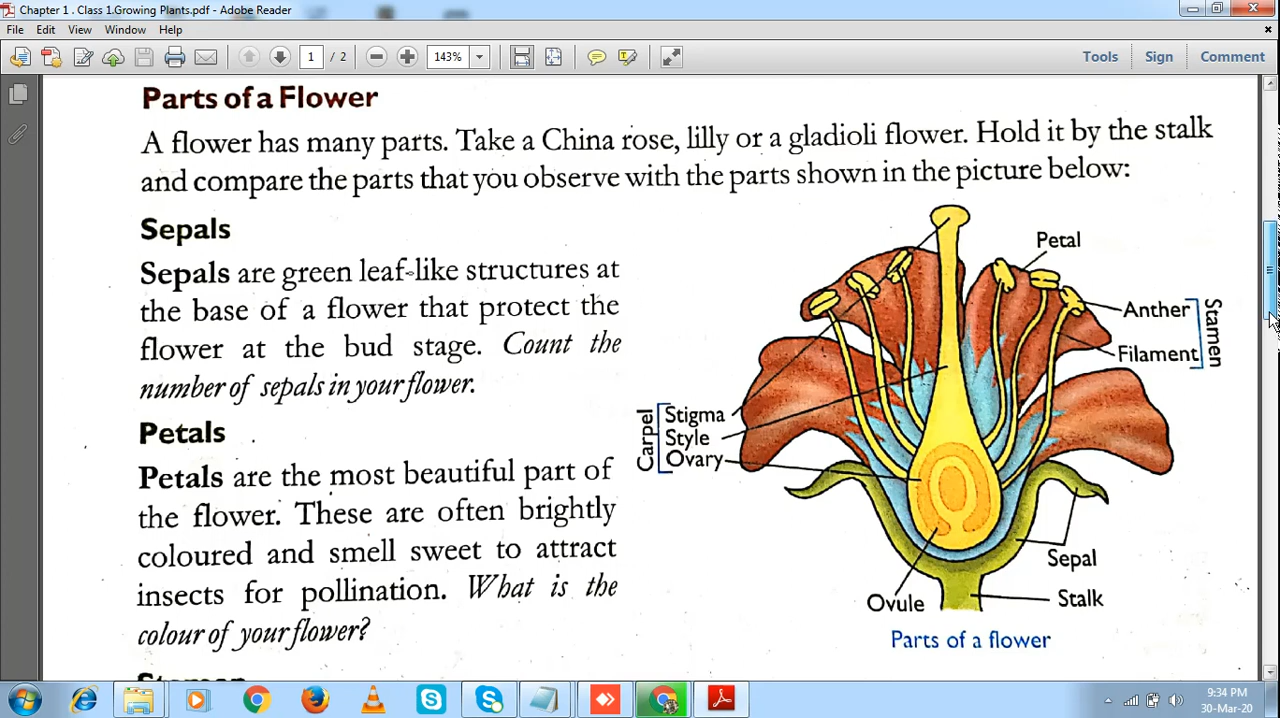 Chapter 1 . Class 1.Growing Plants.pdf - Adobe Reader
File Edit View Window Help
1 / 2 143% Tools Sign Comment
Parts of a Flower
A flower has many parts. Take a China rose, lilly or a gladioli flower. Hold it by the stalk
and compare the parts that you observe with the parts shown in the picture below:
Sepals
Sepals are green leaf-like structures at
the base of a flower that protect the
flower at the bud stage. Count the
number of sepals in your flower.
Petals
Petals are the most beautiful part of
the flower. These are often brightly
coloured and smell sweet to attract
insects for pollination. What is the
colour of your flower?
Stamen
Petal
Anther
Filament
Stamen
Carpel
Stigma
Style
Ovary
Sepal
Ovule
Stalk
Parts of a flower
9:34 PM
30-Mar-20